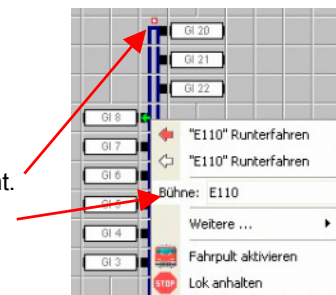 Gl 20
Gl 21
Gl 22
Gl 8
"E110" Runterfahren
Gl 7
"E110" Runterfahren
Gl 6
nt.
Bühne: E110
Gl 5
Weitere ...
Gl 4
Gl 3
Fahrpult aktivieren
STOP Lok anhalten